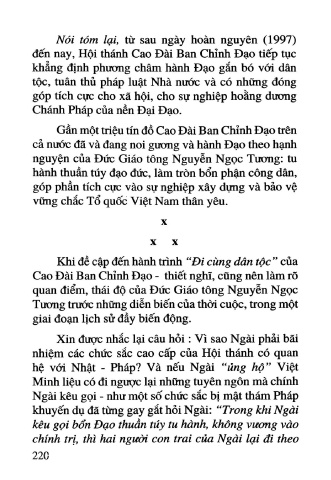 Nói tóm lại, từ sau ngày hoàn nguyên (1997)
đến nay, Hội thánh Cao Đài Ban Chỉnh Đạo tiếp tục
khẳng định phương châm hành Đạo gắn bó với dân
tộc, tuân thủ pháp luật Nhà nước và có những đóng
góp tích cực cho xã hội, cho sự nghiệp hoằng dương
Chánh Pháp của nền Đại Đạo.
Gần một triệu tín đồ Cao Đài Ban Chỉnh Đạo trên
cả nước đã và đang noi gương và hành Đạo theo hạnh
nguyện của Đức Giáo tông Nguyễn Ngọc Tương: tu
hành thuần túy đạo đức, làm tròn bổn phận công dân,
góp phần tích cực vào sự nghiệp xây dựng và bảo vệ
vững chắc Tổ quốc Việt Nam thân yêu.
x
x x
Khi đề cập đến hành trình “Đi cùng dân tộc” của
Cao Đài Ban Chỉnh Đạo - thiết nghĩ, cũng nên làm rõ
quan điểm, thái độ của Đức Giáo tông Nguyễn Ngọc
Tương trước những diễn biến của thời cuộc, trong một
giai đoạn lịch sử đầy biến động.
Xin được nhắc lại câu hỏi : Vì sao Ngài phải bãi
nhiệm các chức sắc cao cấp của Hội thánh có quan
hệ với Nhật - Pháp? Và nếu Ngài “ủng hộ” Việt
Minh liệu có đi ngược lại những tuyên ngôn mà chính
Ngài kêu gọi - như một số chức sắc bị mật thám Pháp
khuyến dụ đã từng gay gắt hỏi Ngài: “Trong khi Ngài
kêu gọi bổn Đạo thuần túy tu hành, không vương vào
chính trị, thì hai người con trai của Ngài lại đi theo
220